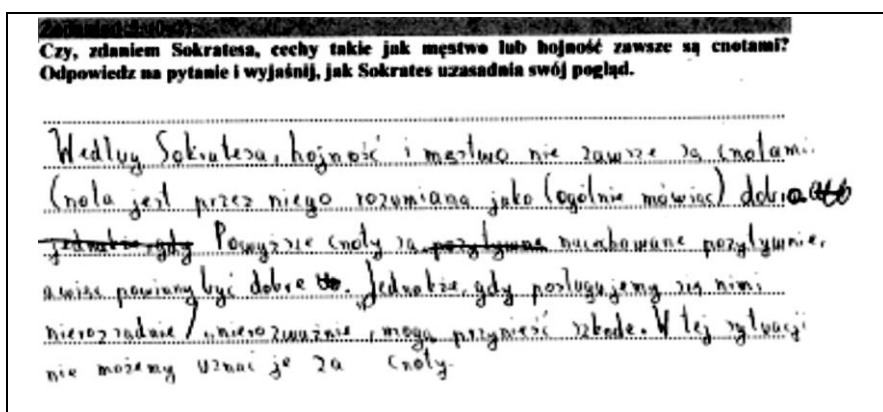 Czy, zdaniem Sokratesa, cechy takie jak męstwo lub hojność zawsze są cnotami?
Odpowiedz na pytanie i wyjaśnij, jak Sokrates uzasadnia swój pogląd.
Według Sokratesa, hojność i męstwo nie zawsze są cnotami.
Cnota jest przez niego rozumiana jako (ogólnie mówiąc) dobra
Powyższe cnoty są nacechowane pozytywnie,
a więc powinny być dobre. Jednakże, gdy posługujemy się nimi
nierozsądnie / "nierozważnie", mogą przynieść szkodę. W tej sytuacji
nie możemy uznać je za cnoty.